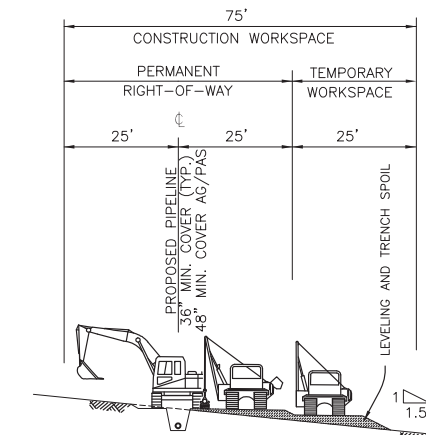 75'
CONSTRUCTION WORKSPACE
PERMANENT
RIGHT-OF-WAY
TEMPORARY
WORKSPACE
℄
25'
25'
25'
PROPOSED PIPELINE
36" MIN. COVER (TYP.)
48" MIN. COVER AG/PAS
LEVELING AND TRENCH SPOIL
1
1.5